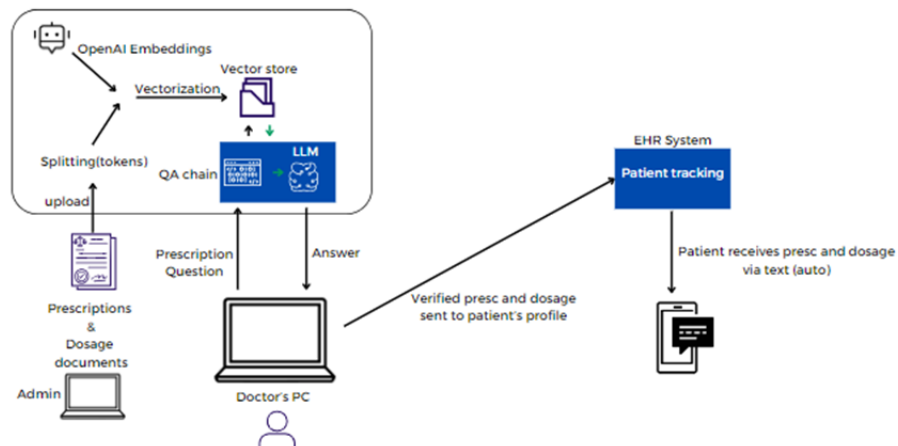 OpenAI Embeddings
Vector store
Vectorization
LLM
Splitting(tokens)
QA chain
upload
EHR System
Patient tracking
Prescription
Question
Answer
Patient receives presc and dosage
via text (auto)
Verified presc and dosage
sent to patient's profile
Prescriptions
&
Dosage
documents
Admin
Doctor's PC